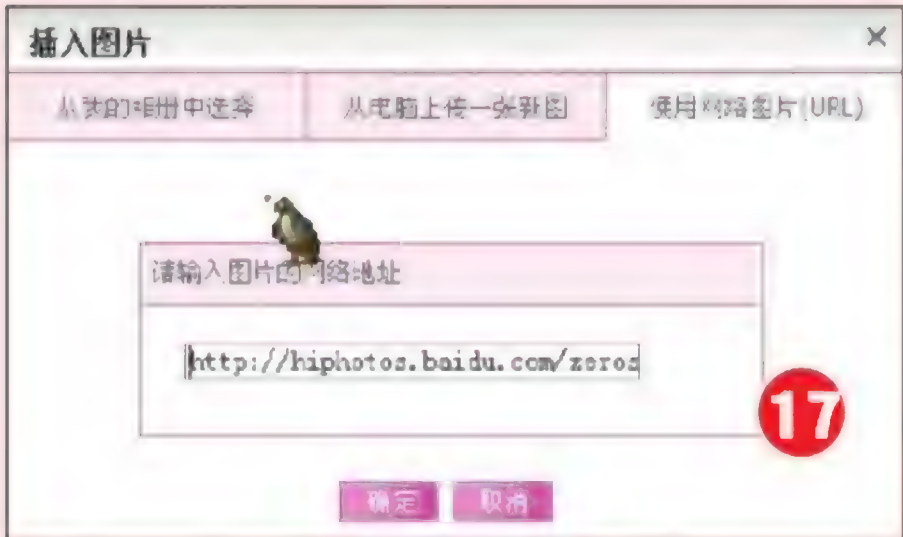 插入图片
从我的相册中选择
从电脑上传一张新图
使用网络图片(URL)
请输入图片的网络地址
http://hiphotos.baidu.com/zeros
17
确定
取消